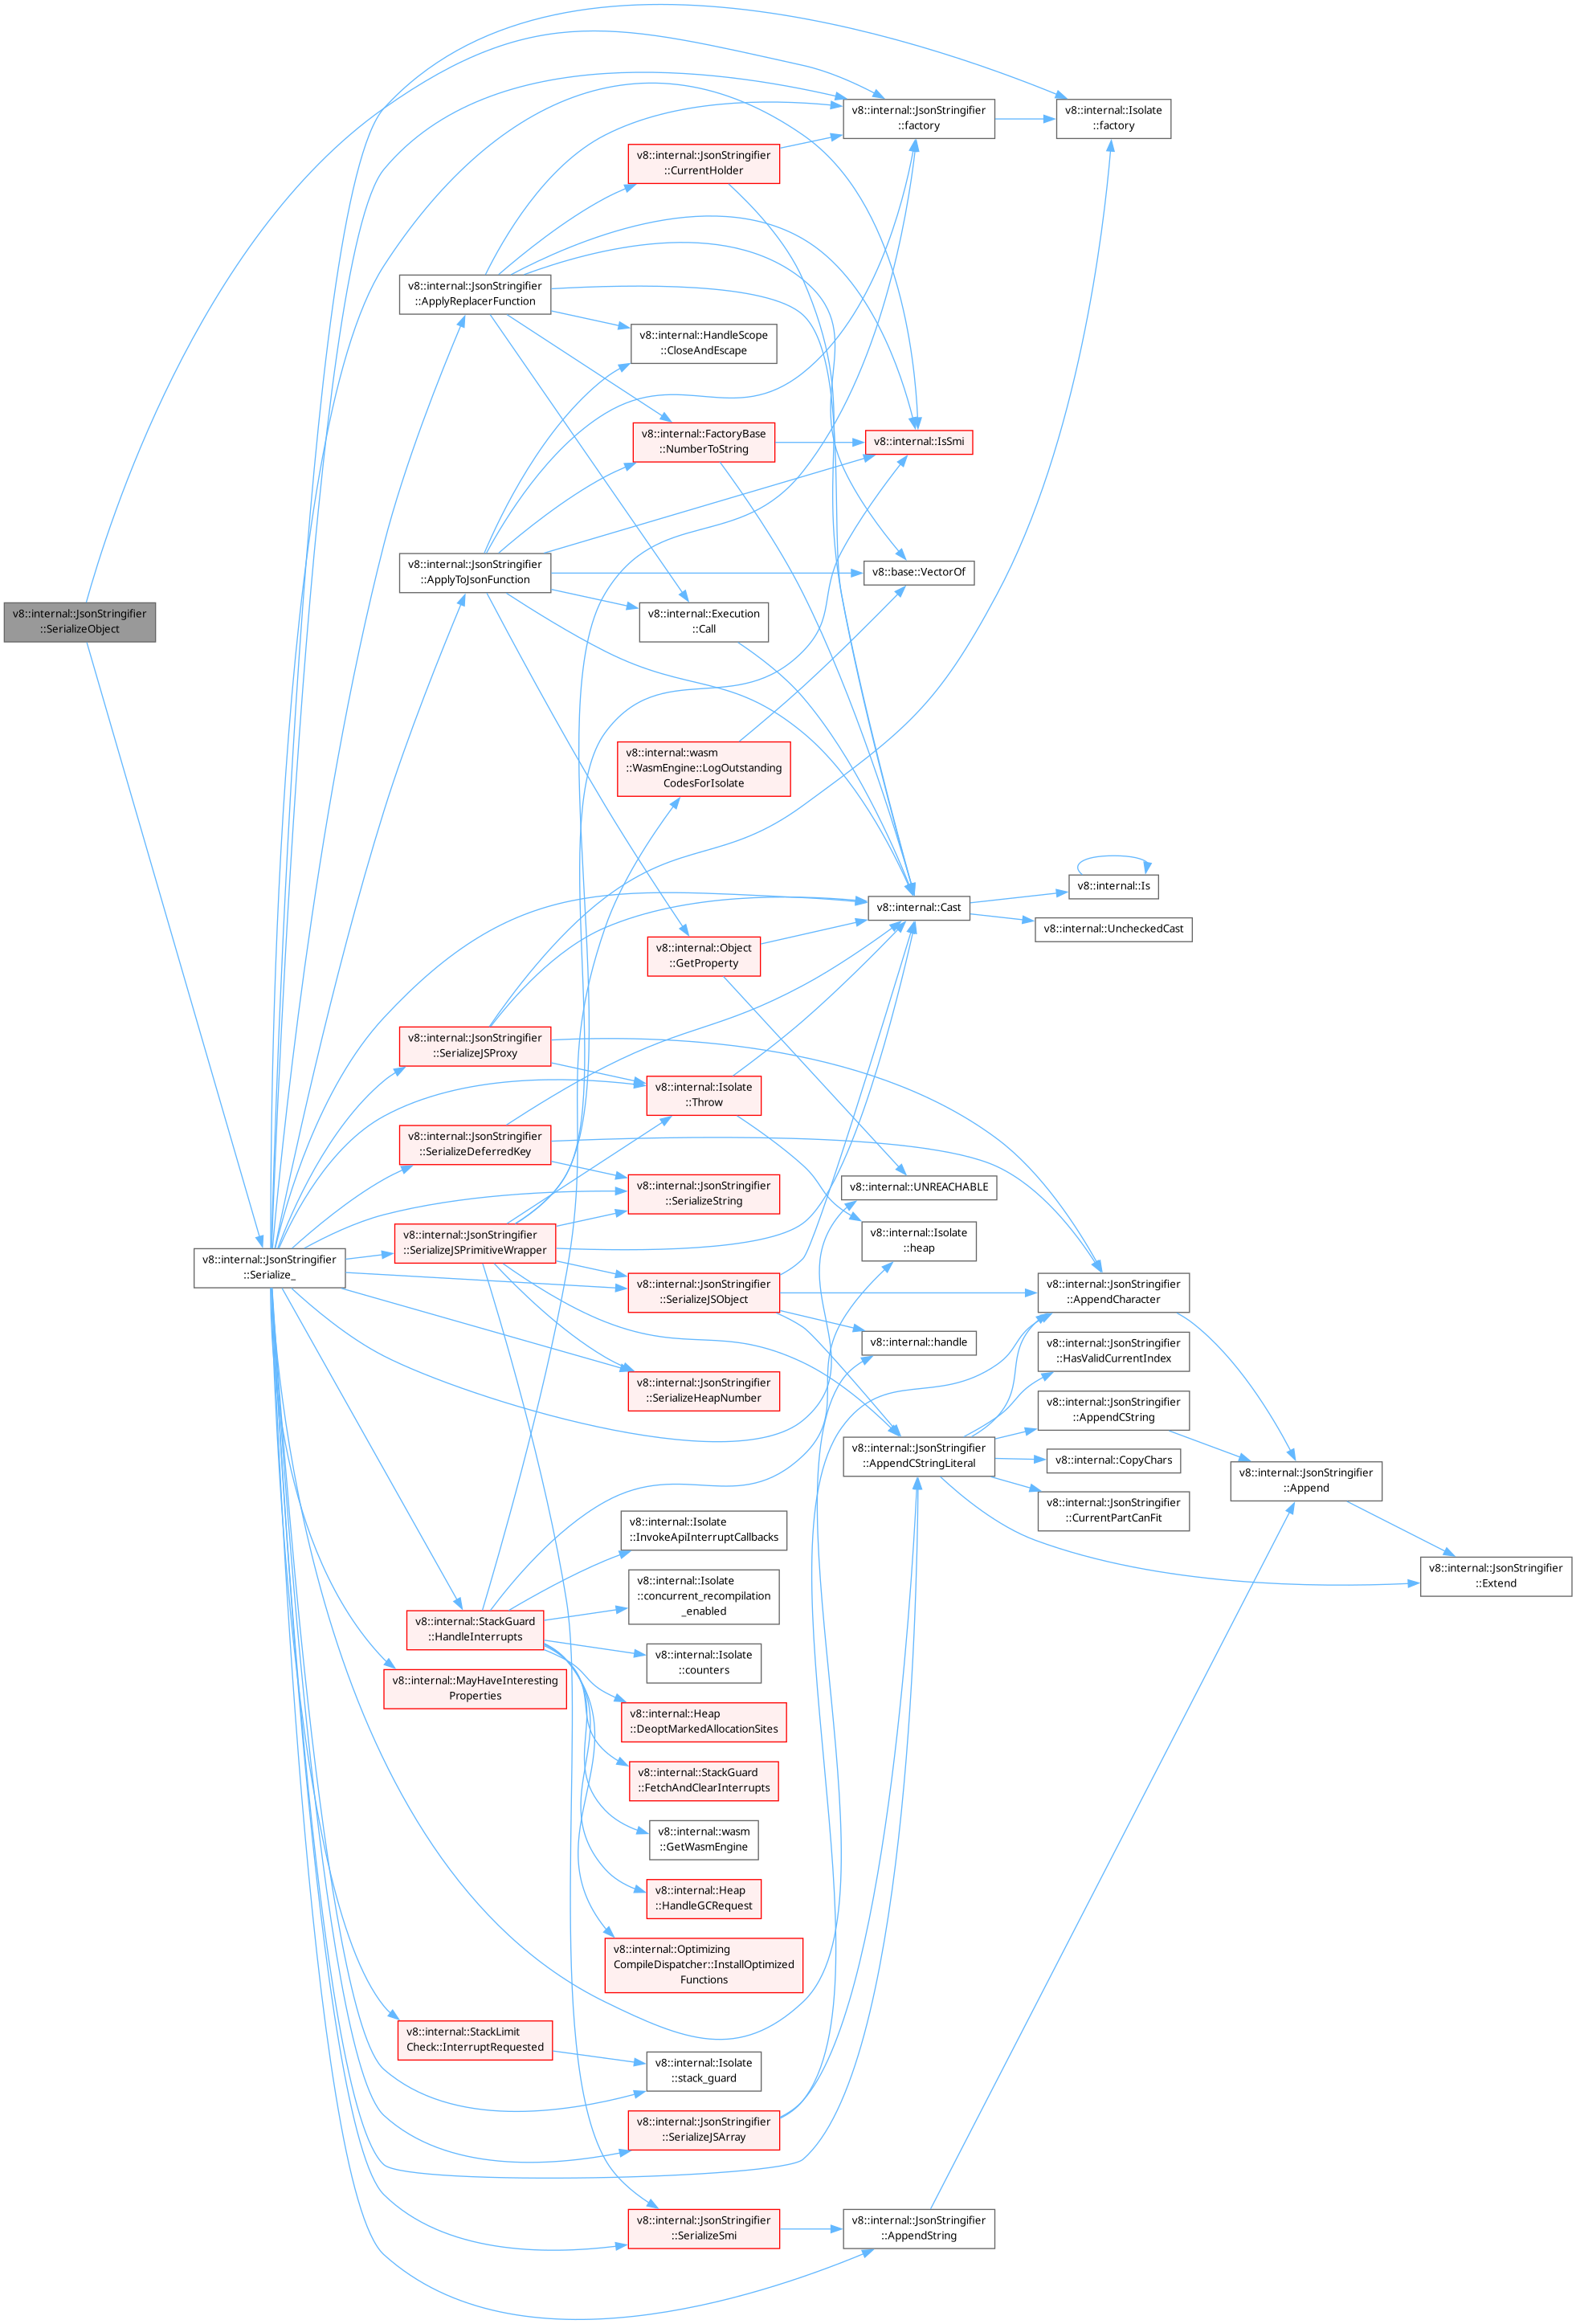 v8::internal::JsonStringifier
::factory
v8::internal::Isolate
::factory
v8::internal::JsonStringifier
::CurrentHolder
v8::internal::JsonStringifier
::ApplyReplacerFunction
v8::internal::HandleScope
::CloseAndEscape
v8::internal::FactoryBase
::NumberToString
v8::internal::IsSmi
v8::internal::JsonStringifier
::ApplyToJsonFunction
v8::base::VectorOf
v8::internal::JsonStringifier
::SerializeObject
v8::internal::Execution
::Call
v8::internal::wasm
::WasmEngine::LogOutstanding
CodesForIsolate
v8::internal::Is
v8::internal::Cast
v8::internal::UncheckedCast
v8::internal::Object
::GetProperty
v8::internal::JsonStringifier
::SerializeJSProxy
v8::internal::Isolate
::Throw
v8::internal::JsonStringifier
::SerializeDeferredKey
v8::internal::JsonStringifier
::SerializeString
v8::internal::UNREACHABLE
v8::internal::JsonStringifier
::SerializeJSPrimitiveWrapper
v8::internal::Isolate
::heap
v8::internal::JsonStringifier
::Serialize_
v8::internal::JsonStringifier
::SerializeJSObject
v8::internal::JsonStringifier
::AppendCharacter
v8::internal::handle
v8::internal::JsonStringifier
::HasValidCurrentIndex
v8::internal::JsonStringifier
::SerializeHeapNumber
v8::internal::JsonStringifier
::AppendCString
v8::internal::JsonStringifier
::AppendCStringLiteral
v8::internal::CopyChars
v8::internal::JsonStringifier
::Append
v8::internal::JsonStringifier
::CurrentPartCanFit
v8::internal::Isolate
::InvokeApiInterruptCallbacks
v8::internal::JsonStringifier
::Extend
v8::internal::Isolate
::concurrent_recompilation
_enabled
v8::internal::StackGuard
::HandleInterrupts
v8::internal::Isolate
::counters
v8::internal::MayHaveInteresting
Properties
v8::internal::Heap
::DeoptMarkedAllocationSites
v8::internal::StackGuard
::FetchAndClearInterrupts
v8::internal::wasm
::GetWasmEngine
v8::internal::Heap
::HandleGCRequest
v8::internal::Optimizing
CompileDispatcher::InstallOptimized
Functions
v8::internal::StackLimit
Check::InterruptRequested
v8::internal::Isolate
::stack_guard
v8::internal::JsonStringifier
::SerializeJSArray
v8::internal::JsonStringifier
::SerializeSmi
v8::internal::JsonStringifier
::AppendString